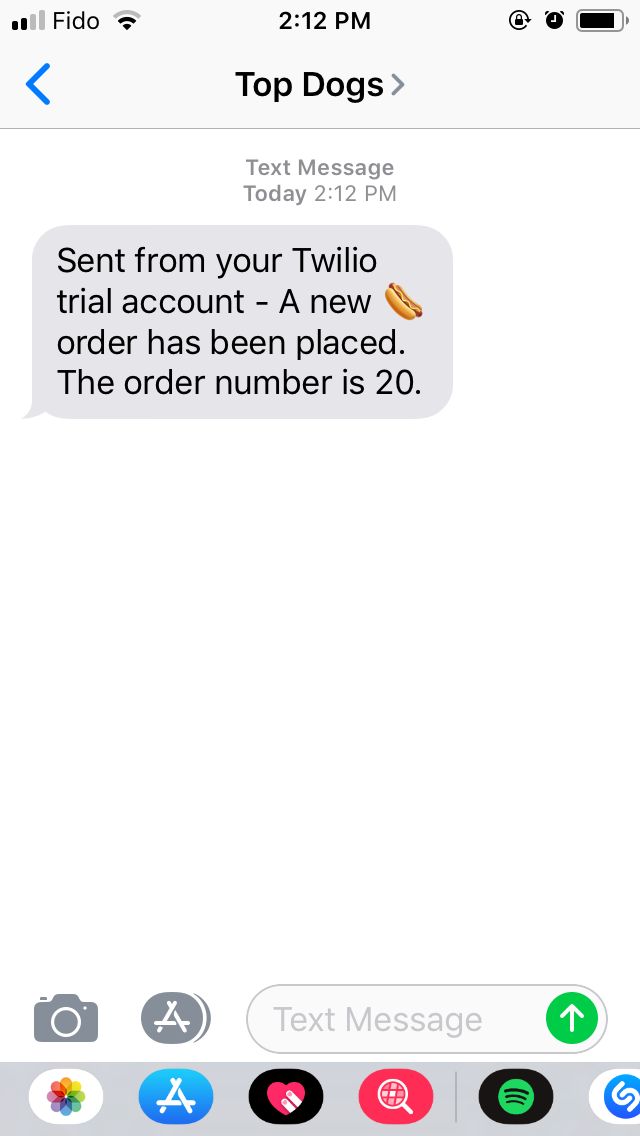 Fido 2:12 PM
Top Dogs
Text Message
Today 2:12 PM
Sent from your Twilio
trial account - A new 🌭
order has been placed.
The order number is 20.
Text Message